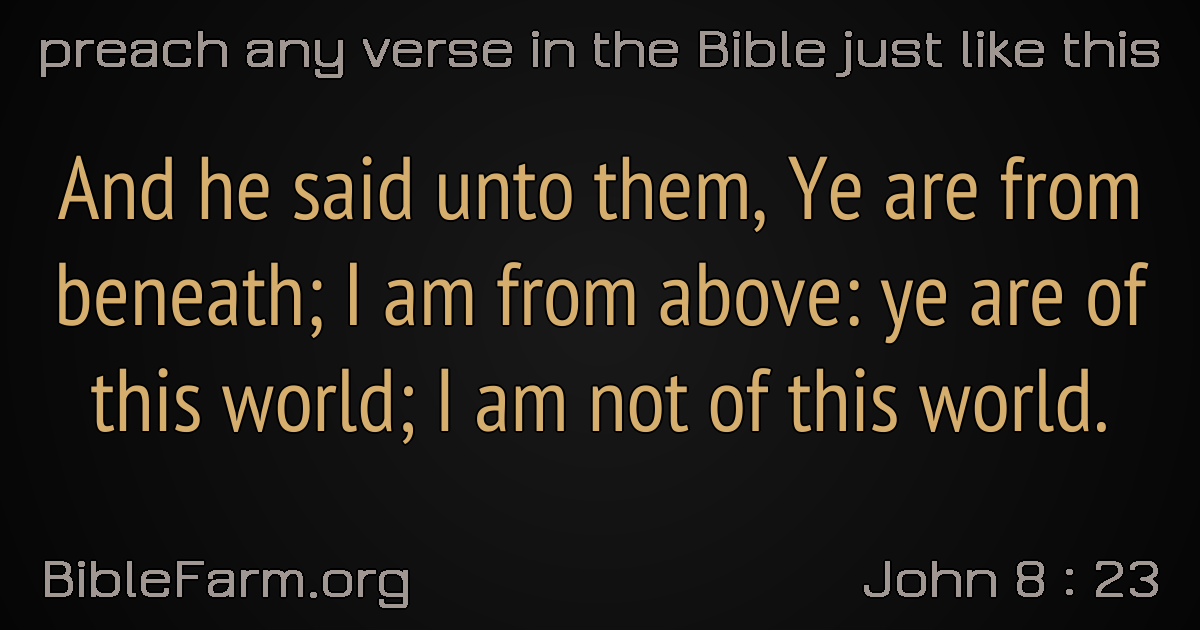 preach any verse in the Bible just like this
And he said unto them, Ye are from
beneath; I am from above: ye are of
this world; I am not of this world.
BibleFarm.org
John 8 : 23